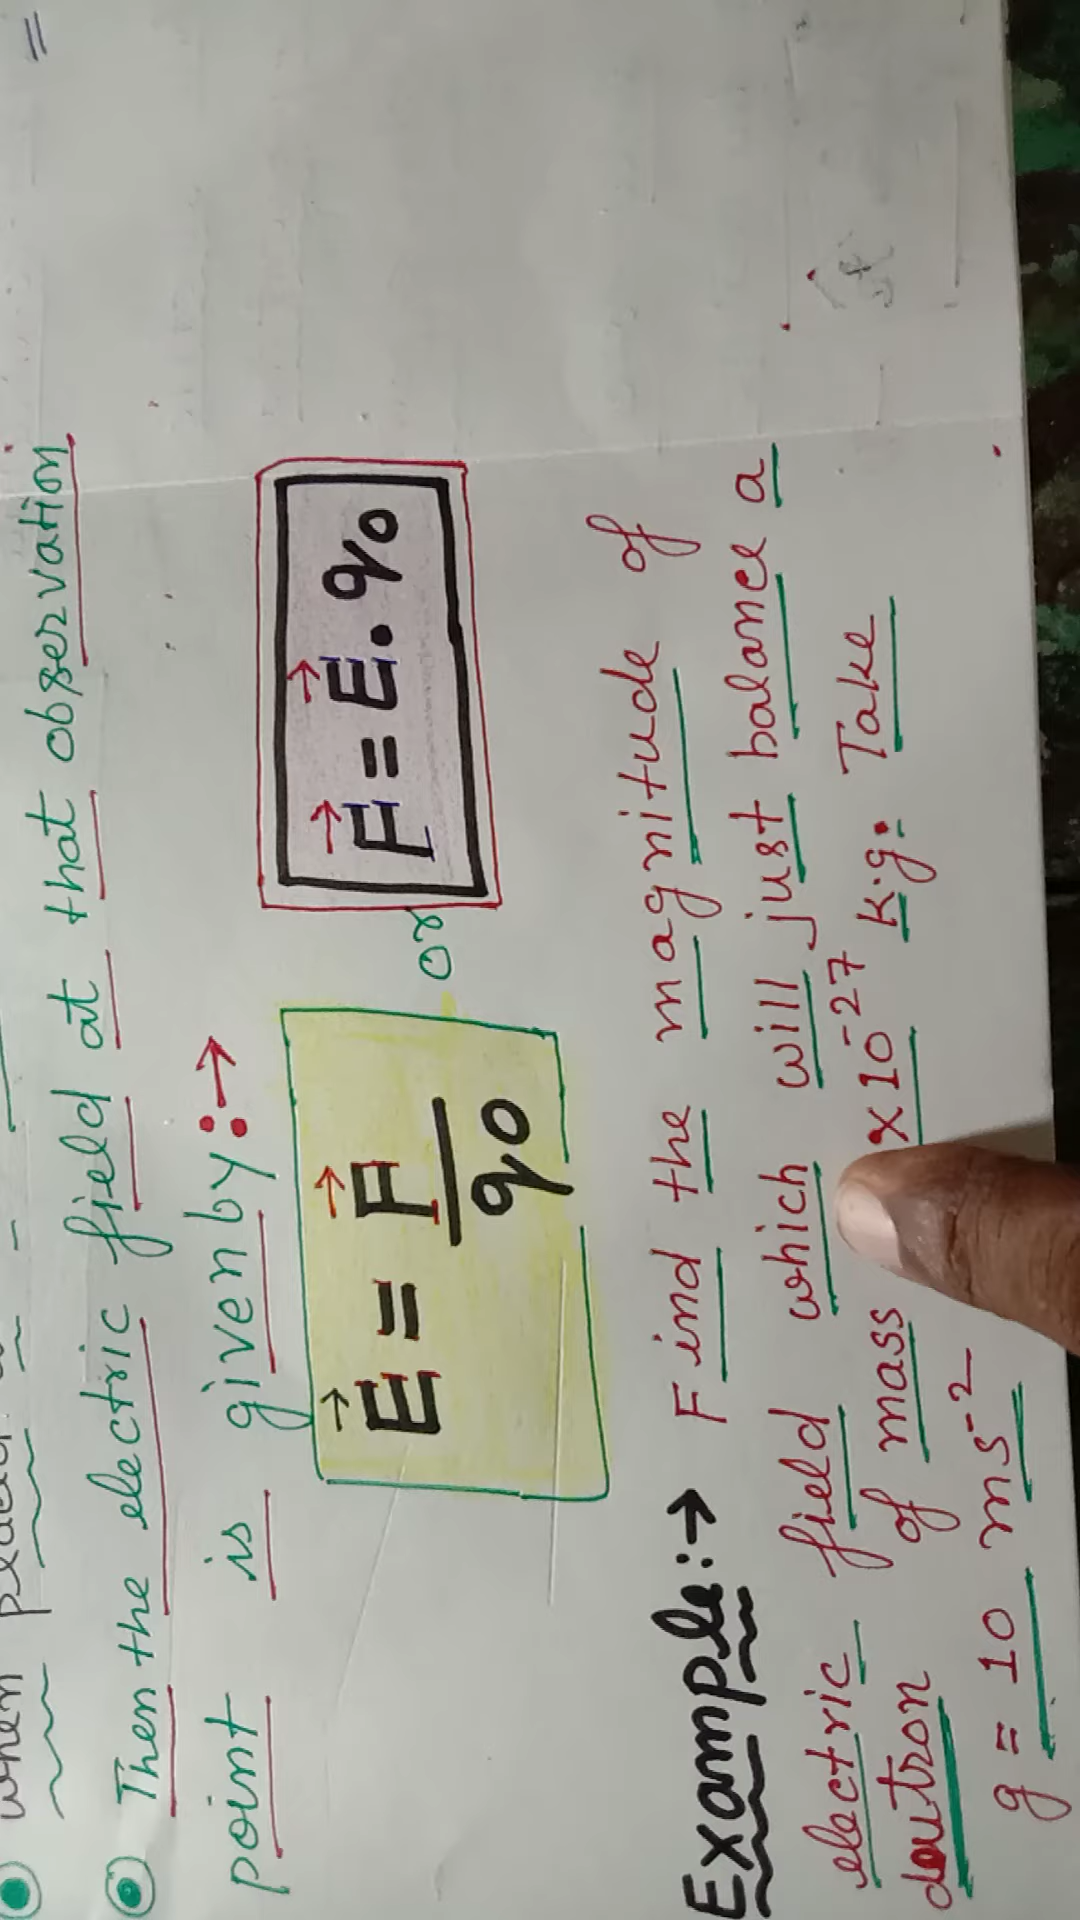 Then the electric field at that observation
point is given by :→
E⃗ = F⃗ / q₀ or F⃗ = E⃗ . q₀
Example :→ Find the magnitude of
electric field which will just balance a
deutron of mass × 10⁻²⁷ k.g. Take
g = 10 ms⁻²